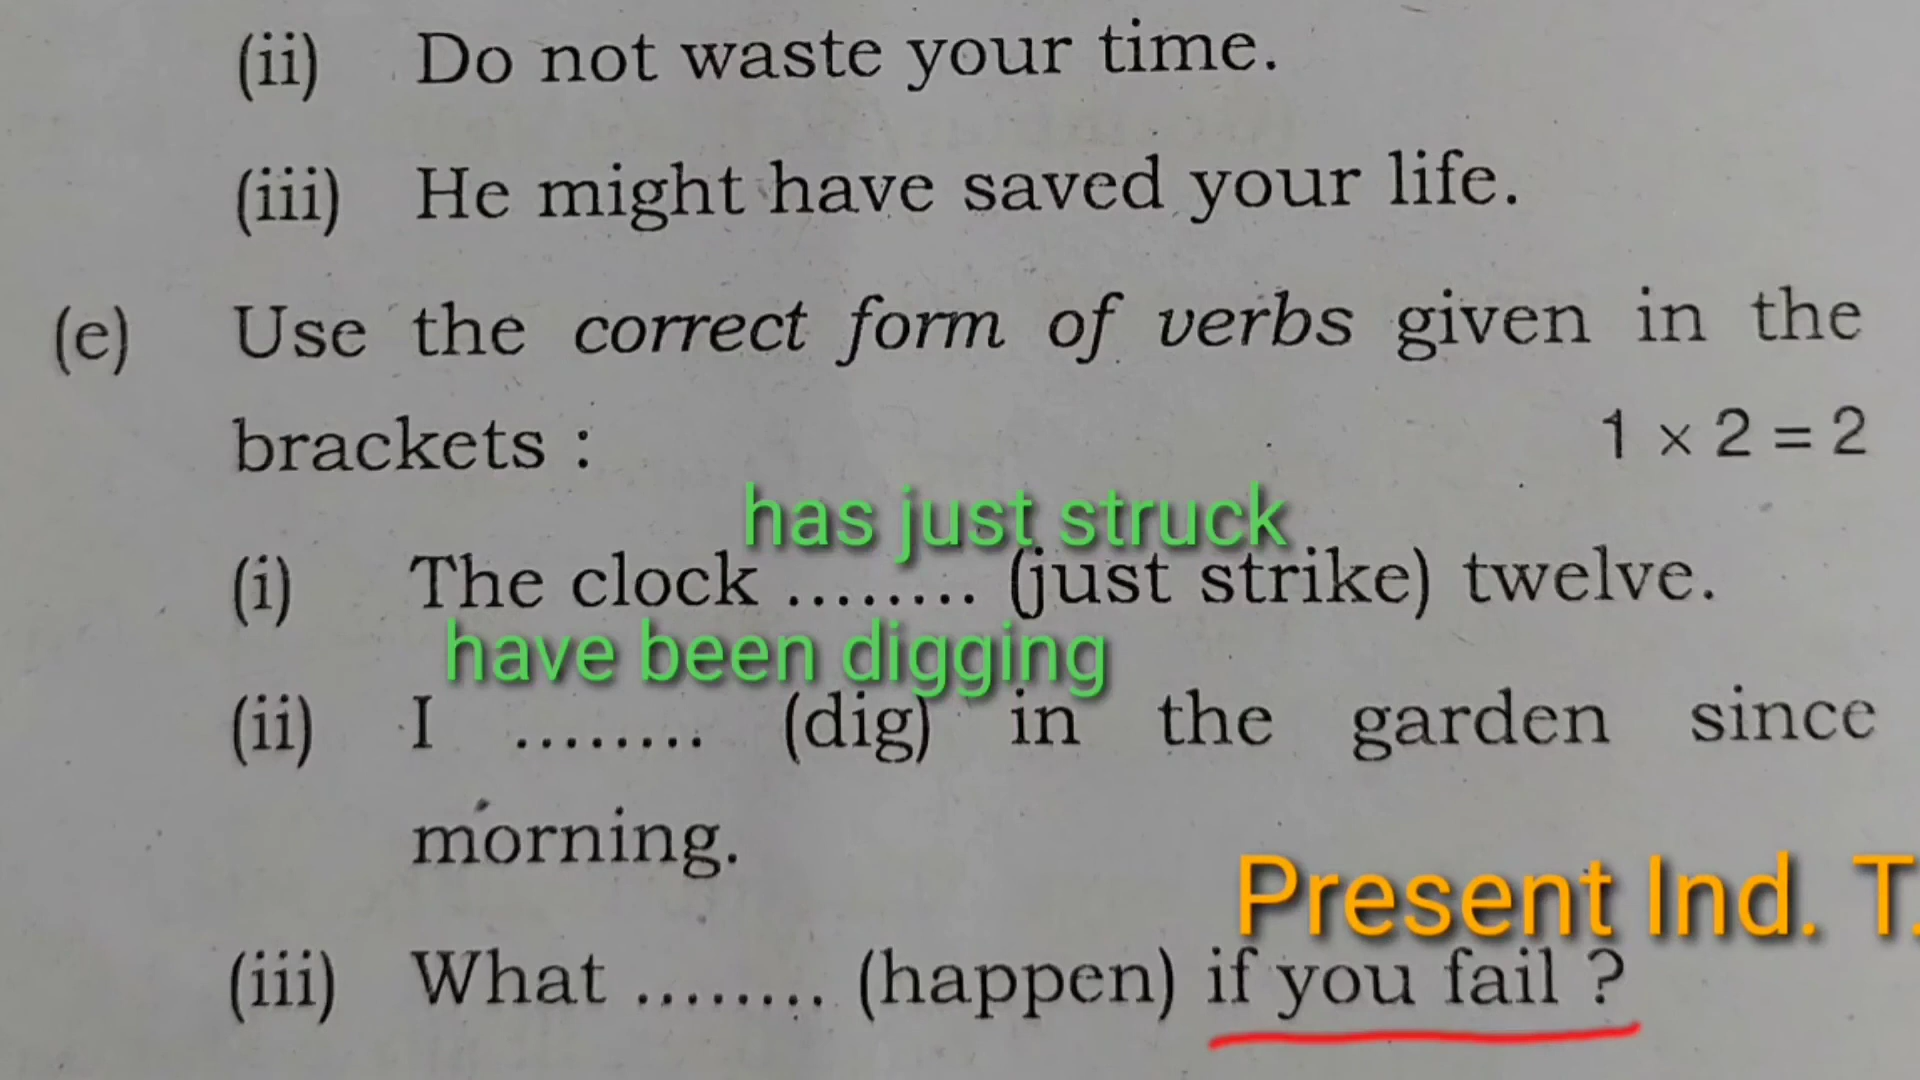 (ii) Do not waste your time.
(iii) He might have saved your life.
(e) Use the correct form of verbs given in the
brackets :
1 × 2 = 2
has just struck
(i) The clock ........ (just strike) twelve.
have been digging
(ii) I ........ (dig) in the garden since
morning.
Present Ind. T.
(iii) What ........ (happen) if you fail ?